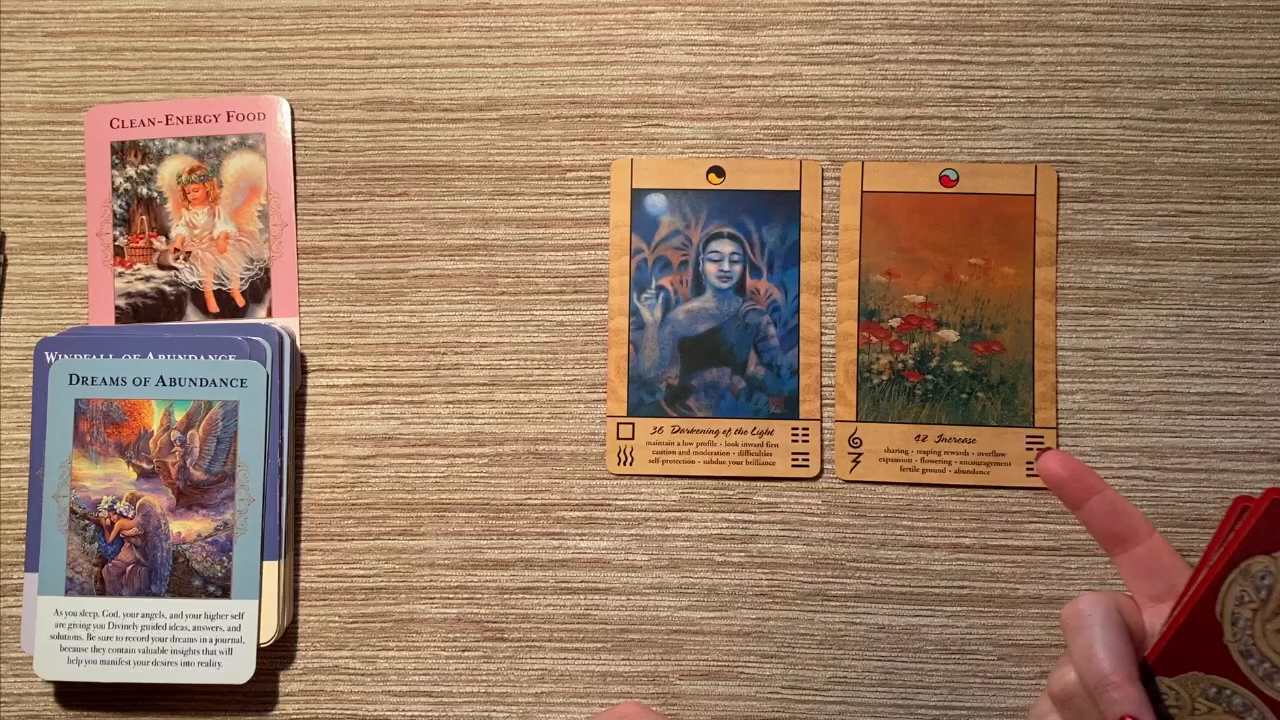 CLEAN-ENERGY FOOD
WINDFALL OF ABUNDANCE
DREAMS OF ABUNDANCE
As you sleep, God, your angels, and your higher self
are giving you Divinely guided ideas, answers, and
solutions. Be sure to record your dreams in a journal,
because they contain valuable insights that will
help you manifest your desires into reality.
36 Darkening of the Light
maintain a low profile • look inward first
caution and moderation • difficulties
self-protection • subdue your brilliance
42 Increase
sharing • reaping rewards • overflow
expansion • flowering • encouragement
fertile ground • abundance